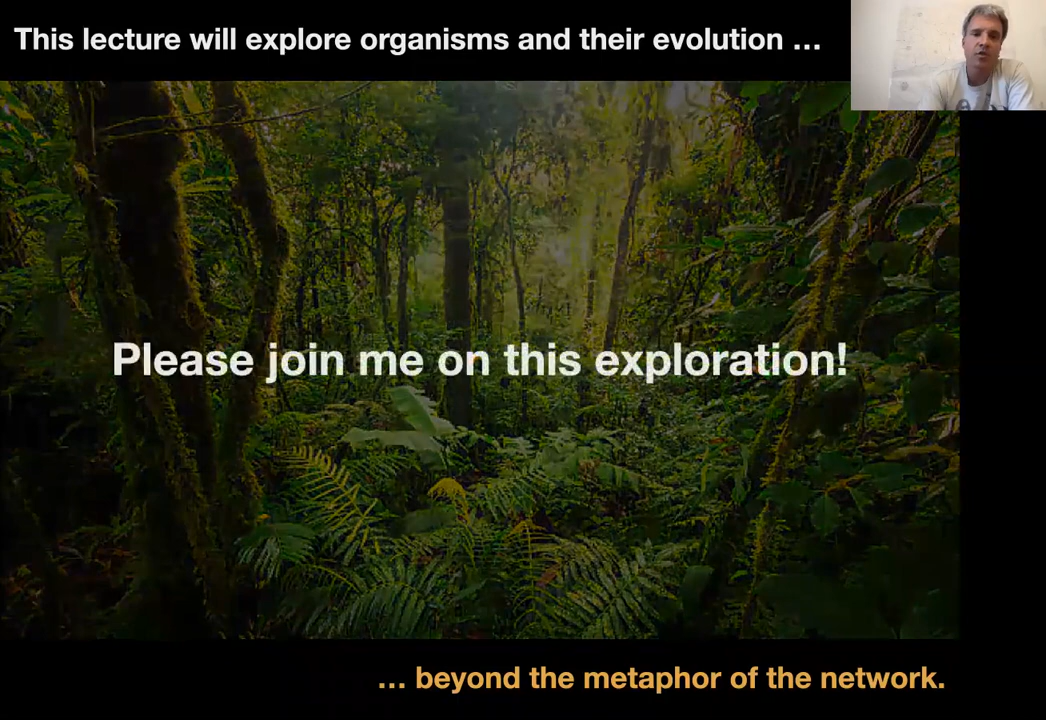 This lecture will explore organisms and their evolution ...
Please join me on this exploration!
... beyond the metaphor of the network.